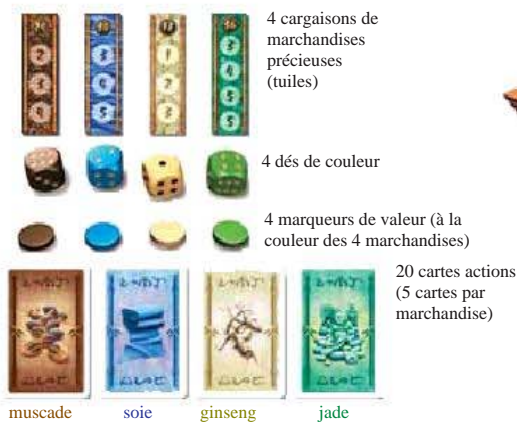 4 cargaisons de
marchandises
précieuses
(tuiles)
4 dés de couleur
4 marqueurs de valeur (à la
couleur des 4 marchandises)
20 cartes actions
(5 cartes par
marchandise)
muscade soie ginseng jade